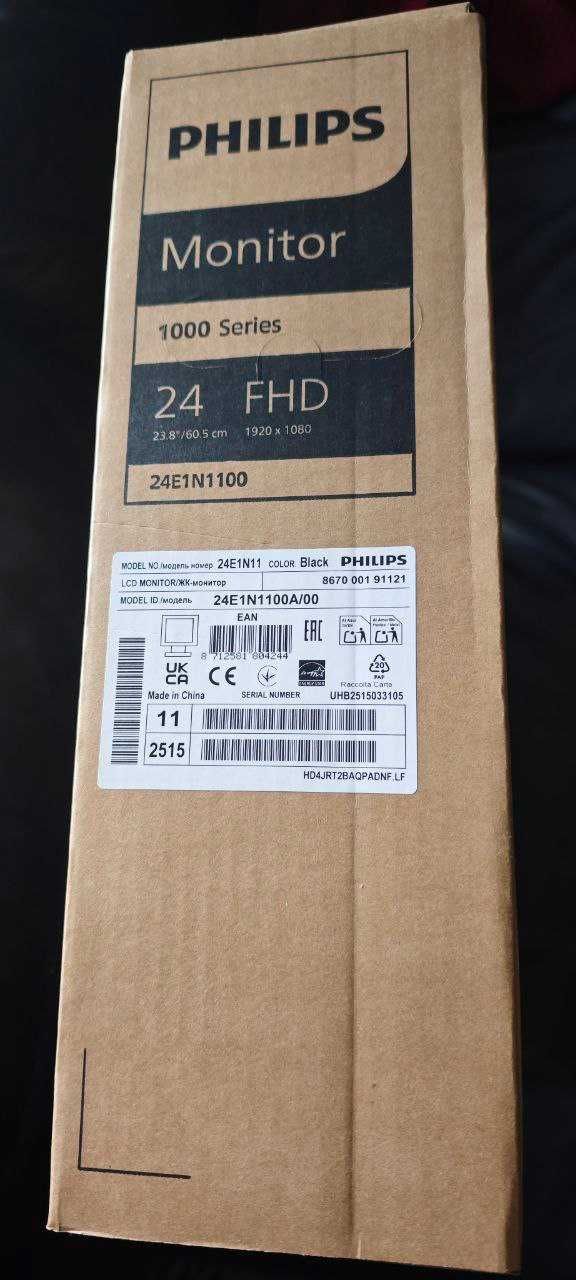 PHILIPS
Monitor
1000 Series
24 FHD
23.8"/60.5 cm 1920 x 1080
24E1N1100
MODEL NO./модель номер 24E1N11 COLOR Black PHILIPS
LCD MONITOR/ЖК-монитор 8670 001 91121
MODEL ID./модель 24E1N1100A/00
EAN
8 712581 804244
EAC
UK
CA
CE
20
PAP
Raccolta Carta
Made in China SERIAL NUMBER UHB2515033105
11
2515
HD4JRT2BAQPADNF.LF